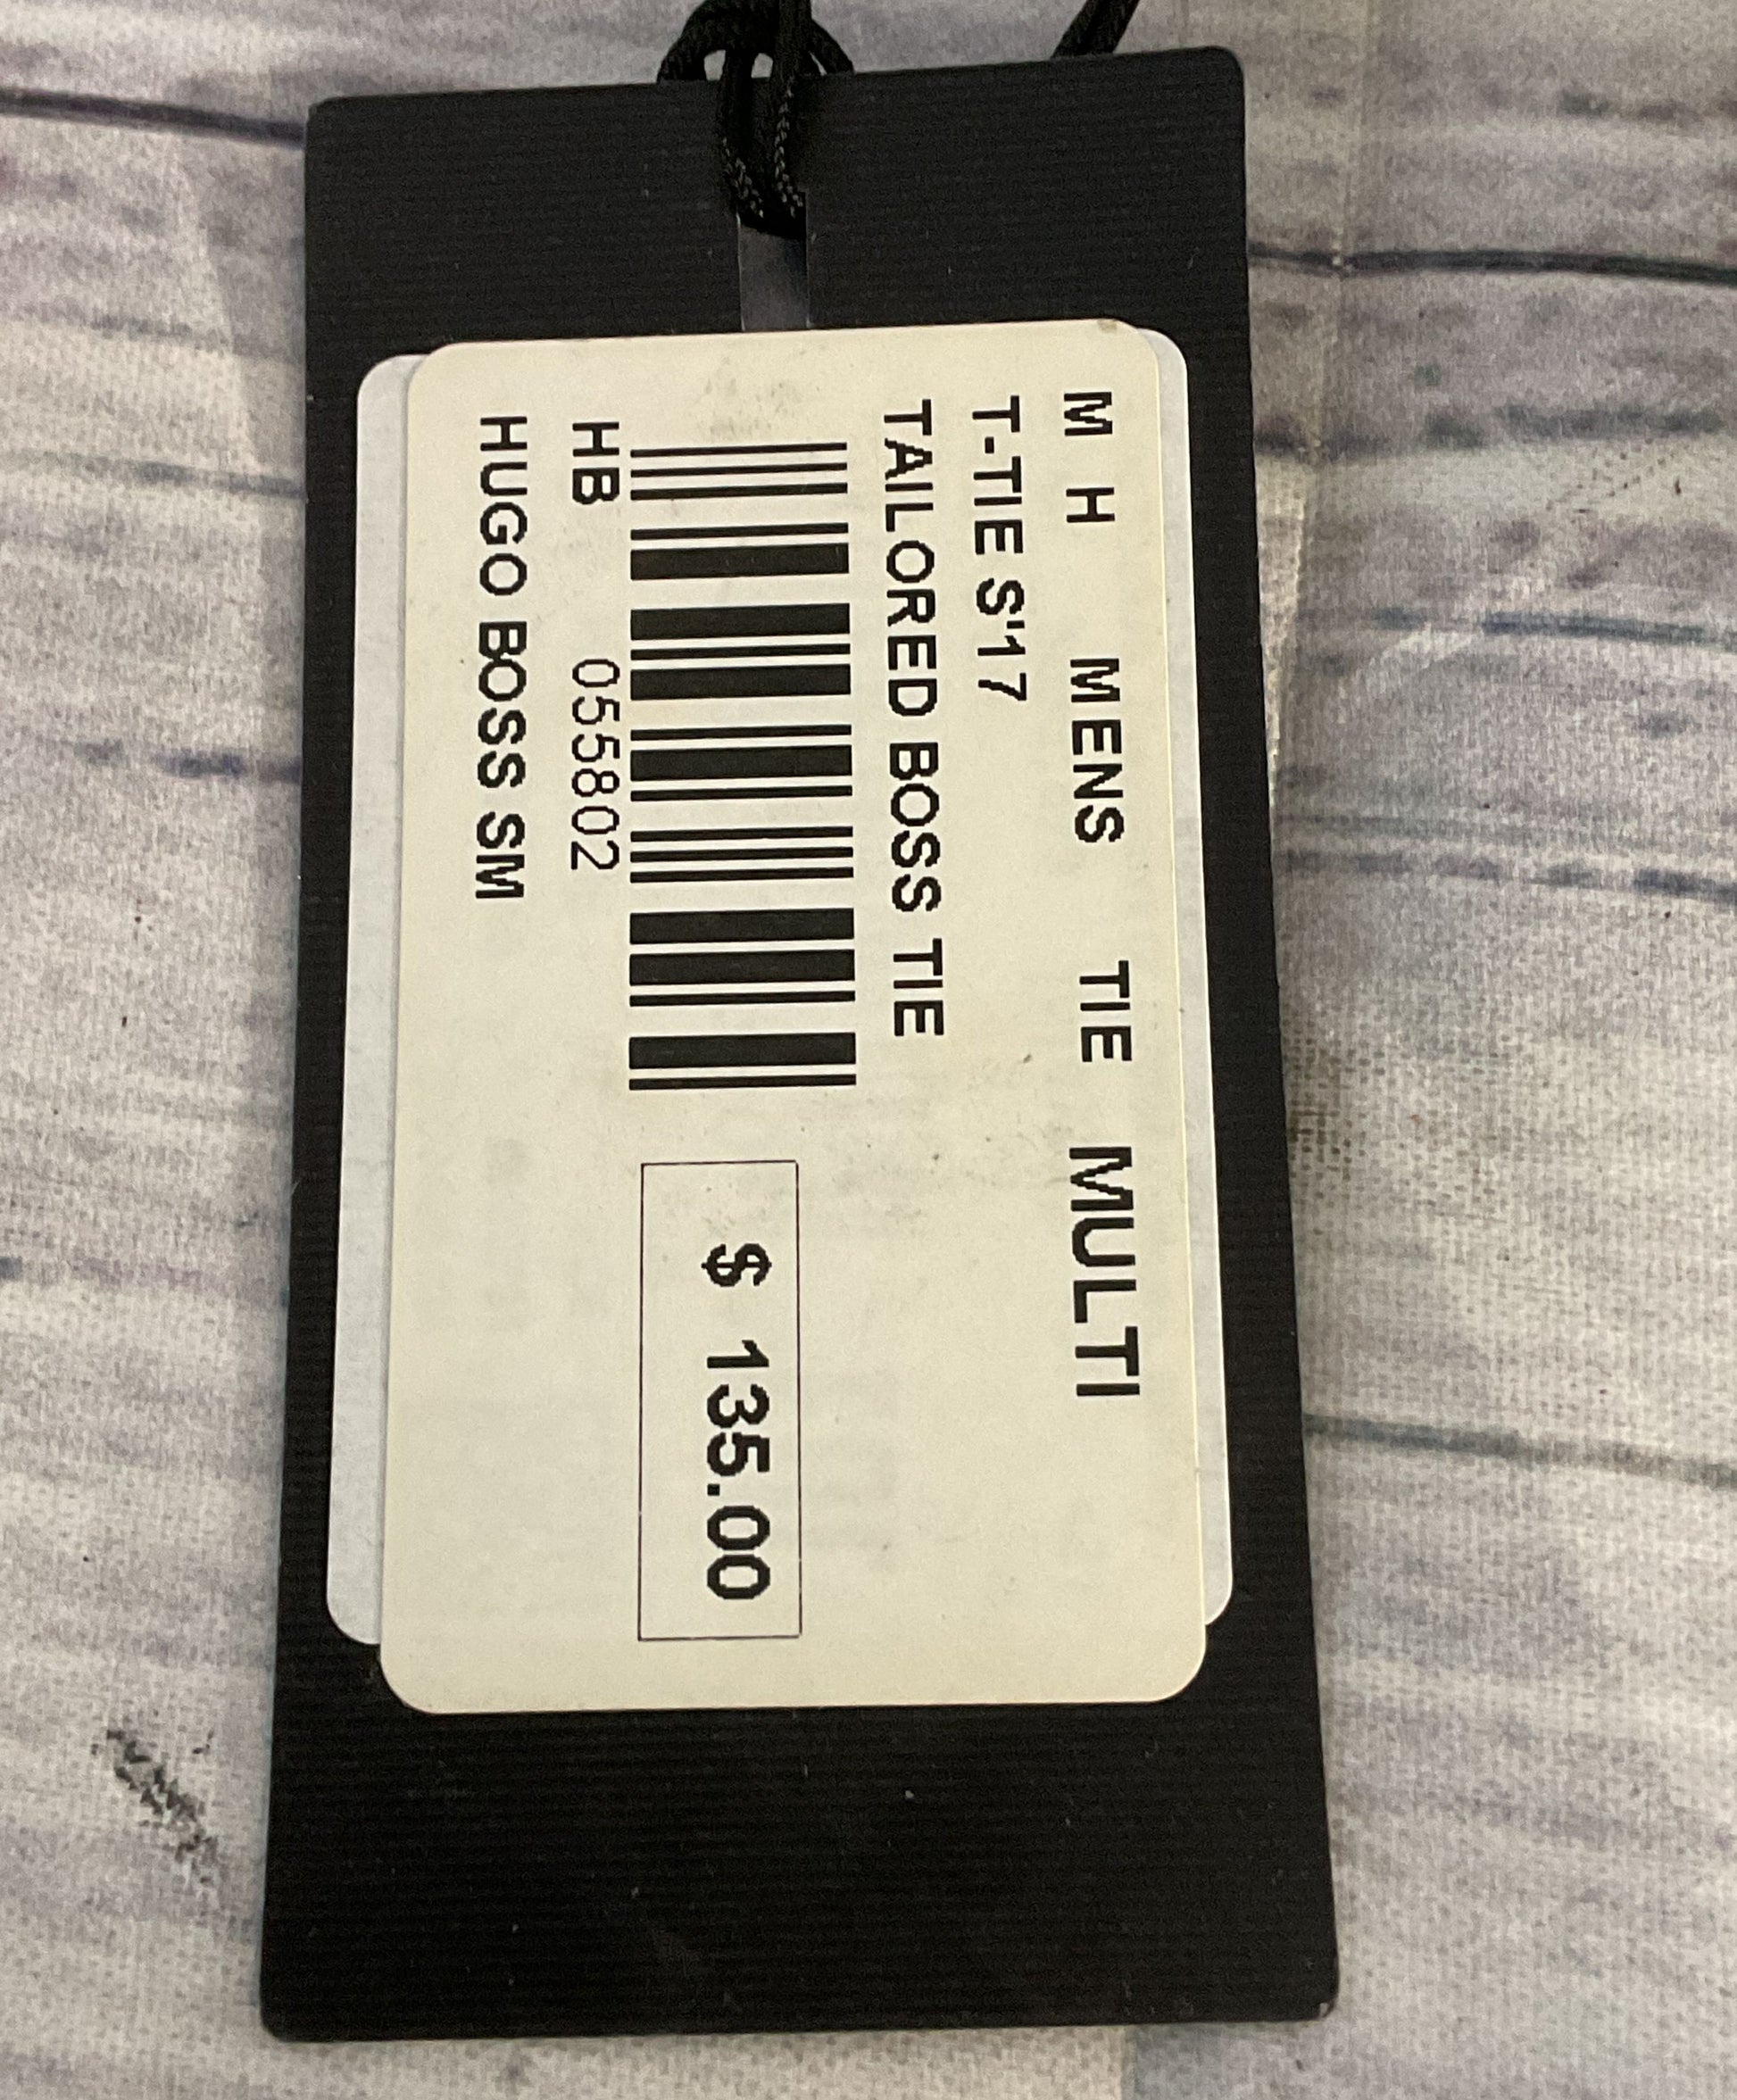 M H MENS TIE MULTI
T-TIE S'17
TAILORED BOSS TIE
HB 055802
HUGO BOSS SM
$ 135.00